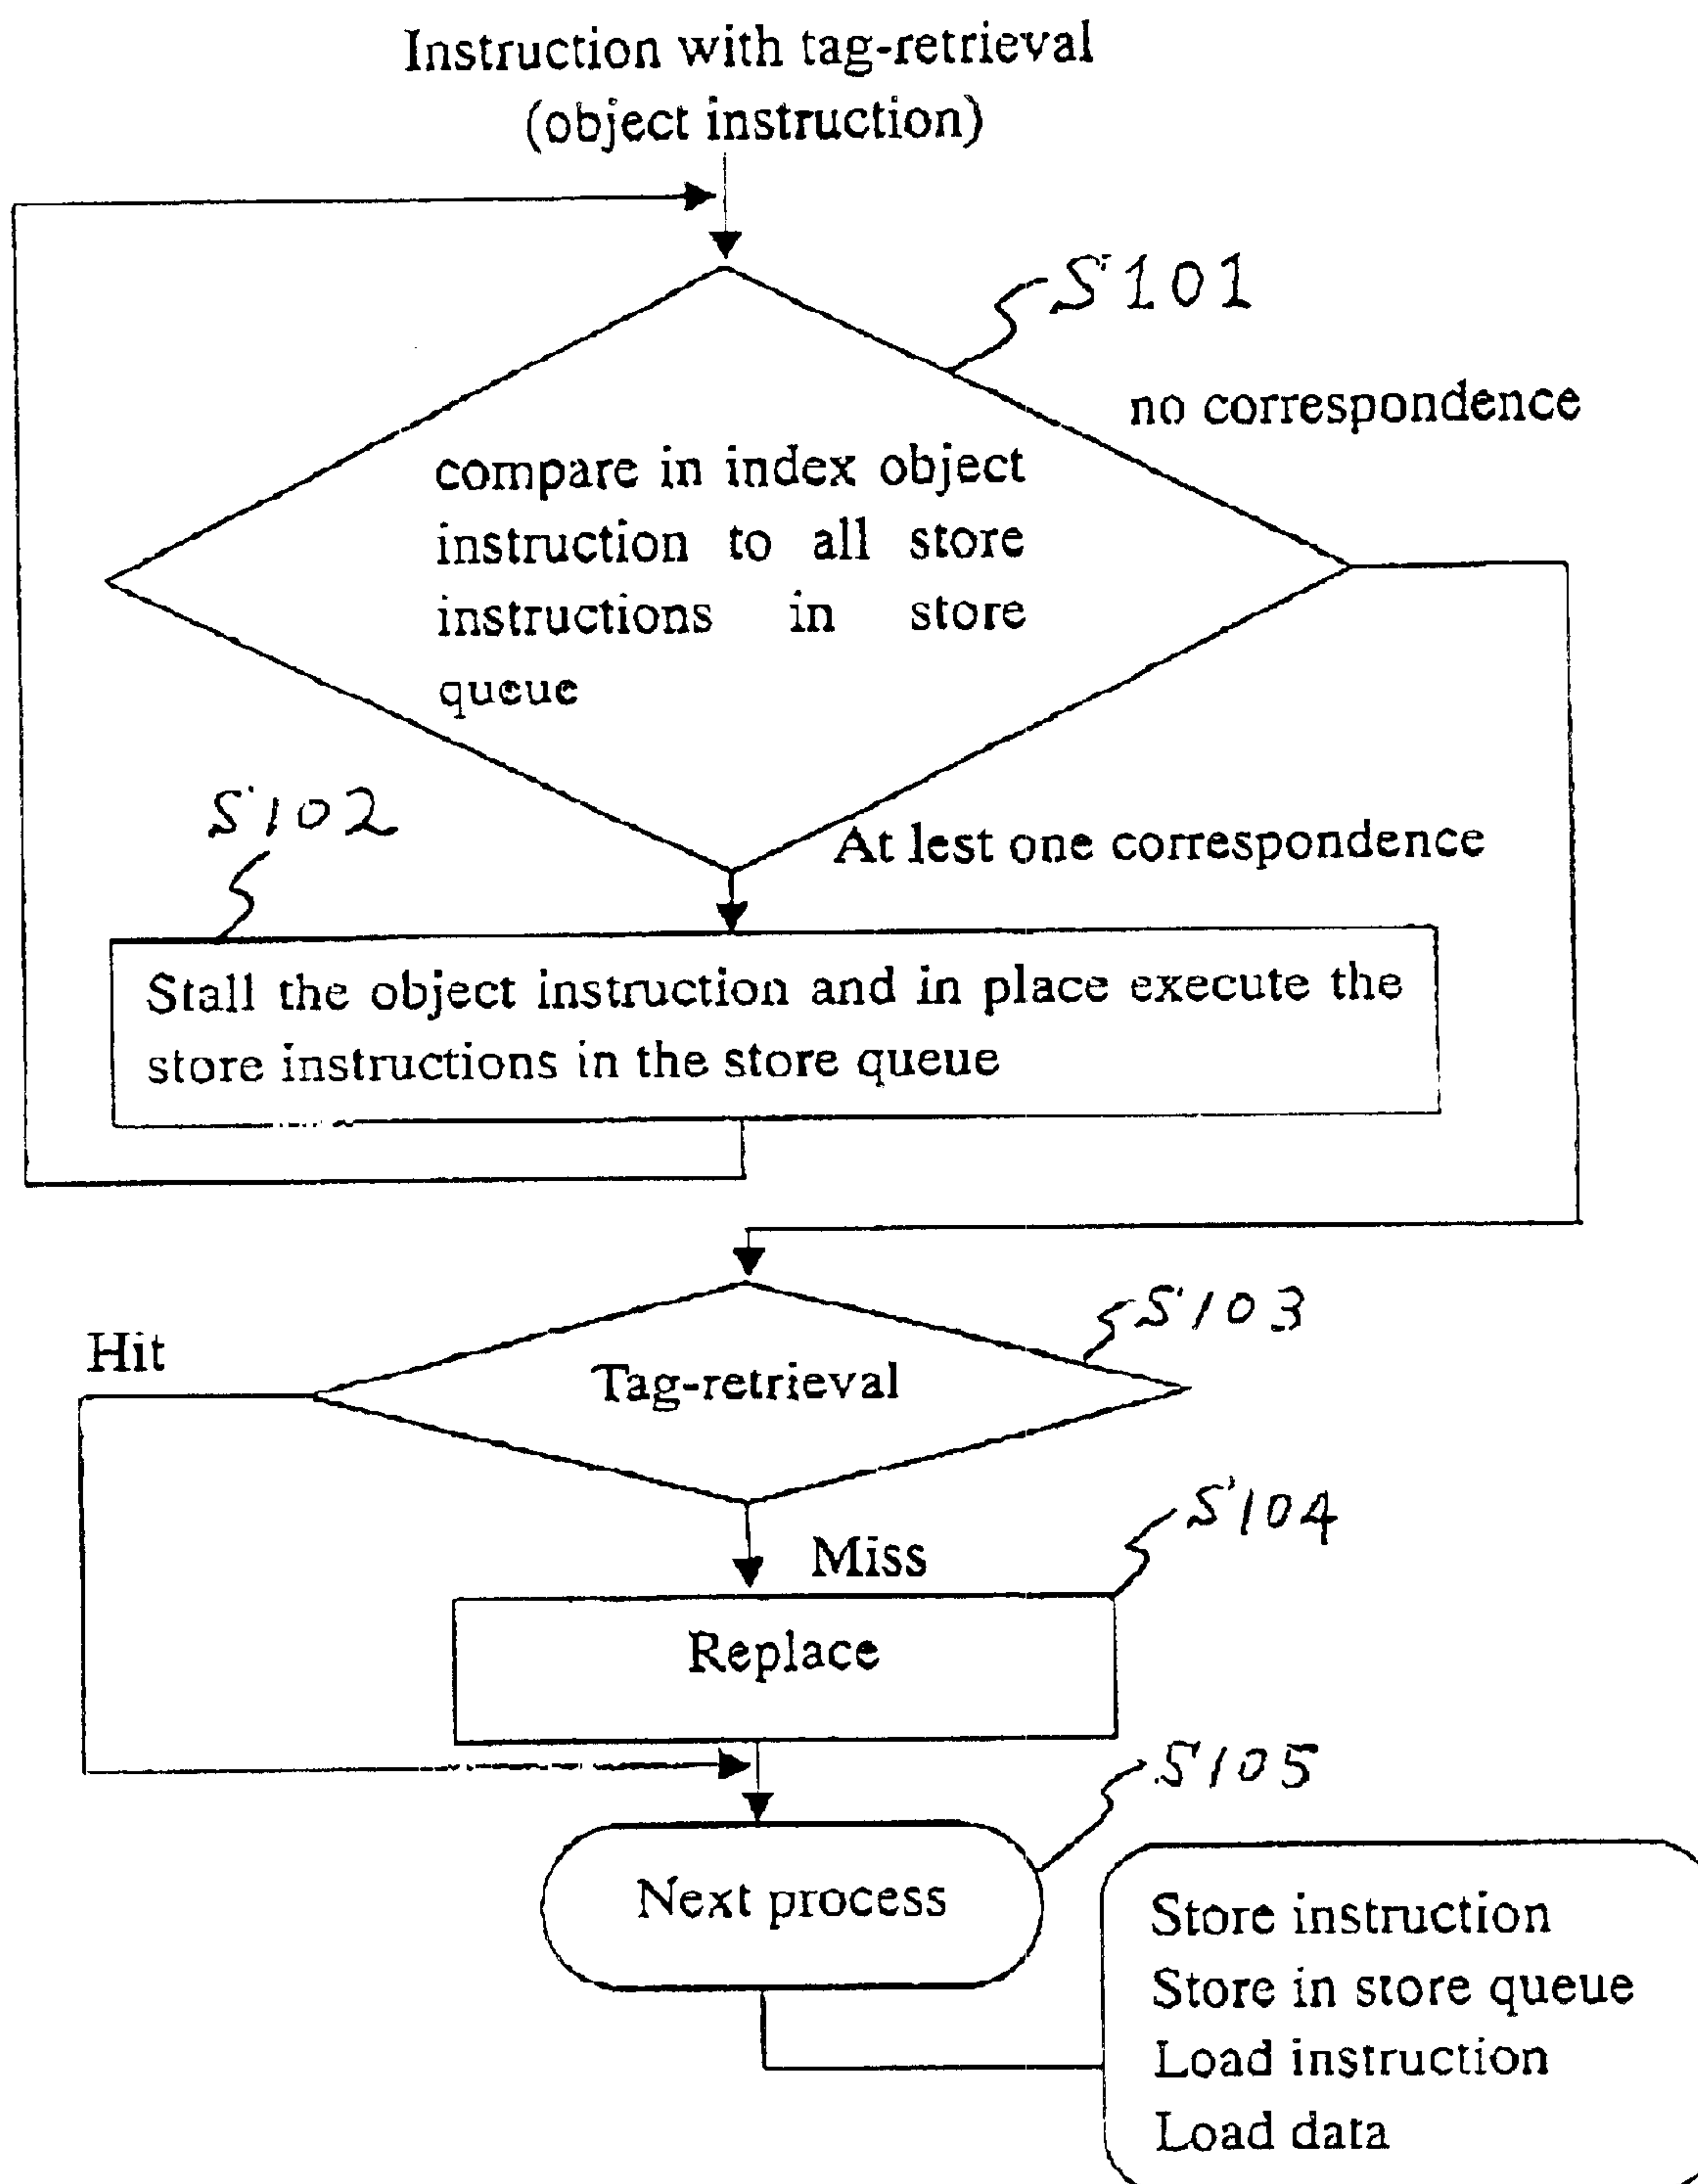 Instruction with tag-retrieval
(object instruction)
S101
no correspondence
compare in index object
instruction to all store
instructions in store
queue
S102
At lest one correspondence
Stall the object instruction and in place execute the
store instructions in the store queue
S103
Hit
Tag-retrieval
S104
Miss
Replace
S105
Next process
Store instruction
Store in store queue
Load instruction
Load data